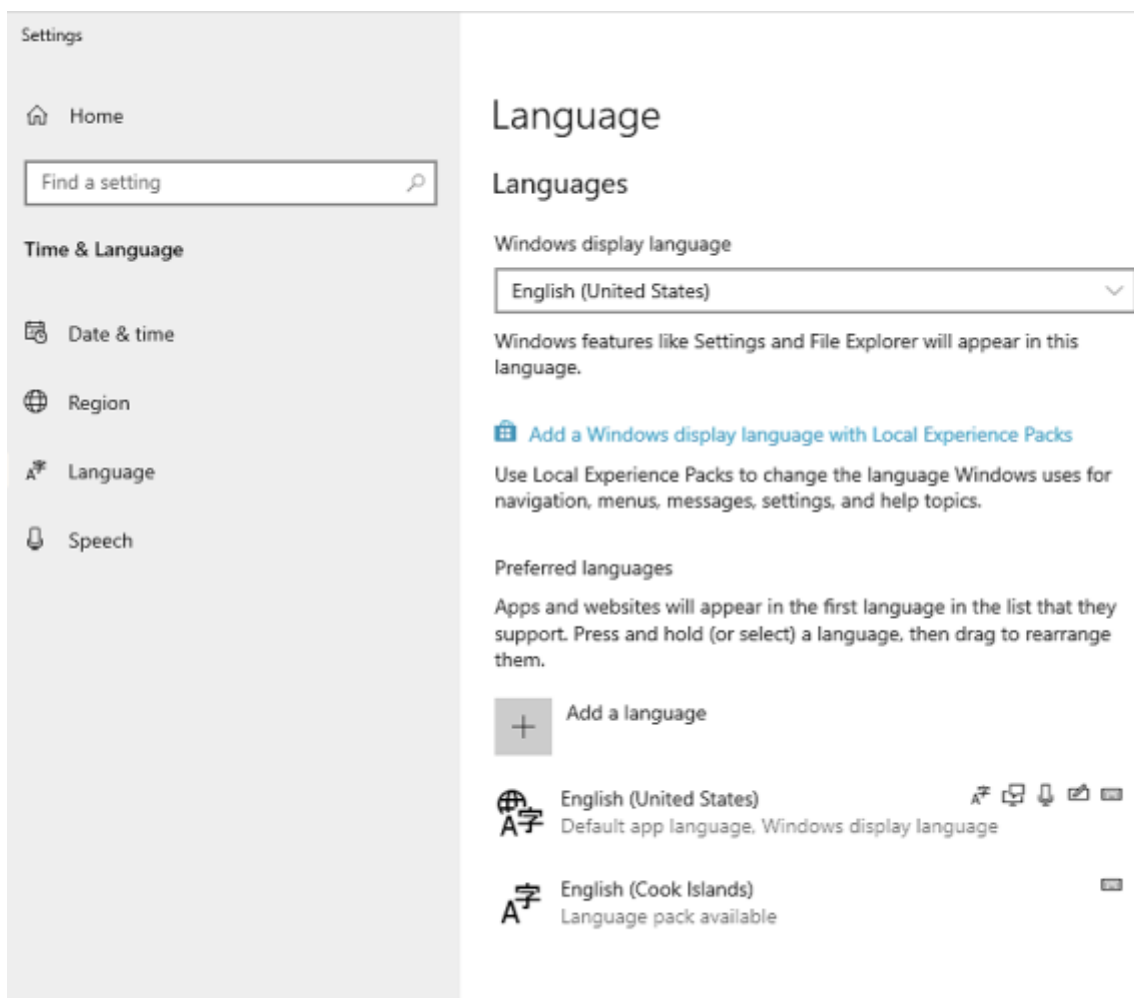 Settings
Home
Find a setting
Time & Language
Date & time
Region
Language
Speech
Language
Languages
Windows display language
English (United States)
Windows features like Settings and File Explorer will appear in this
language.
Add a Windows display language with Local Experience Packs
Use Local Experience Packs to change the language Windows uses for
navigation, menus, messages, settings, and help topics.
Preferred languages
Apps and websites will appear in the first language in the list that they
support. Press and hold (or select) a language, then drag to rearrange
them.
Add a language
English (United States)
Default app language, Windows display language
English (Cook Islands)
Language pack available